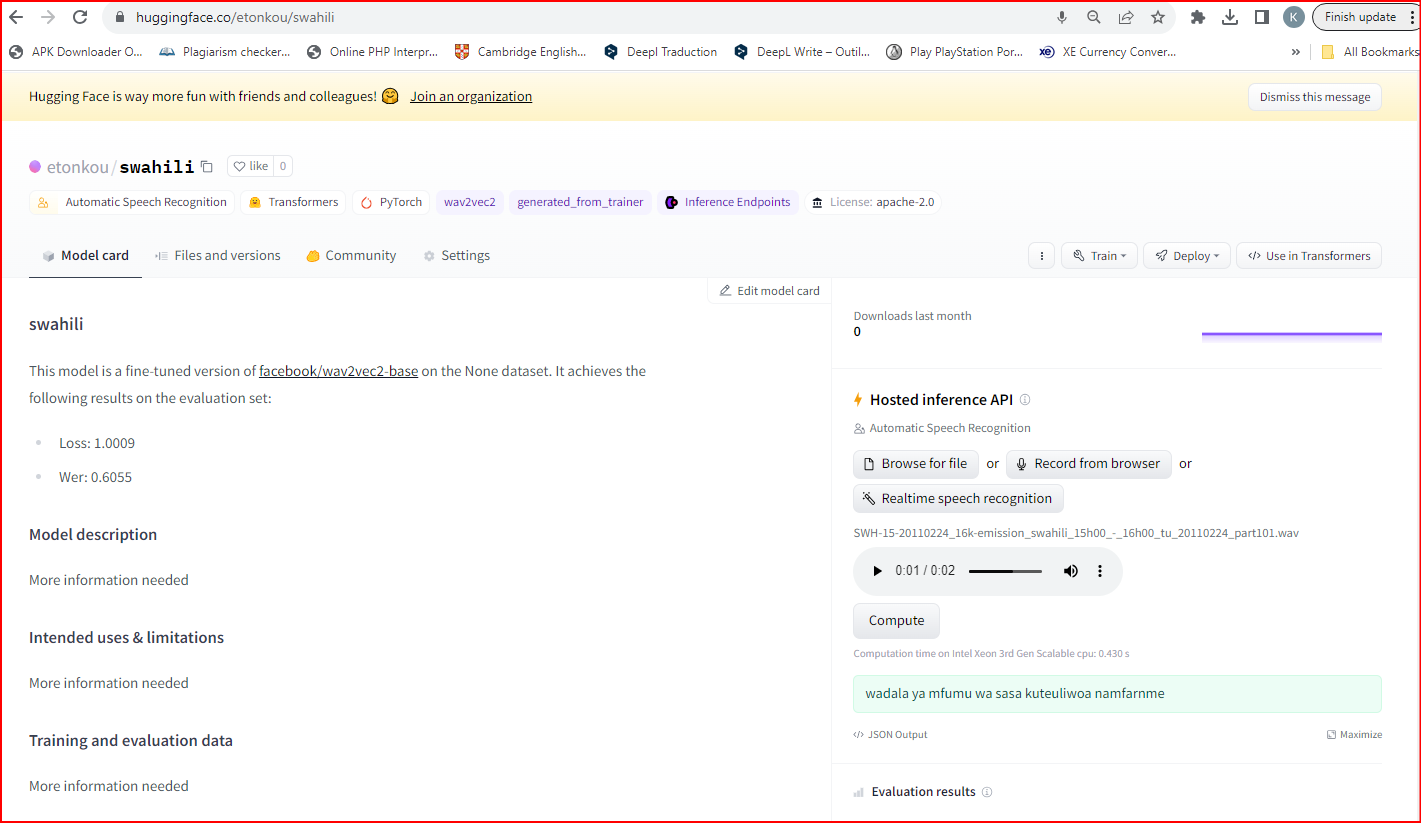 huggingface.co/etonkou/swahili
K
Finish update
APK Downloader O...
Plagiarism checker...
Online PHP Interpr...
Cambridge English...
Deepl Traduction
DeepL Write – Outil...
Play PlayStation Por...
XE Currency Conver...
»
All Bookmarks
Hugging Face is way more fun with friends and colleagues! 🤗 Join an organization
Dismiss this message
etonkou/swahili
like 0
Automatic Speech Recognition
Transformers
PyTorch
wav2vec2
generated_from_trainer
Inference Endpoints
License: apache-2.0
Model card
Files and versions
Community
Settings
Train
Deploy
</> Use in Transformers
Edit model card
swahili
This model is a fine-tuned version of facebook/wav2vec2-base on the None dataset. It achieves the
following results on the evaluation set:
Loss: 1.0009
Wer: 0.6055
Model description
More information needed
Intended uses & limitations
More information needed
Training and evaluation data
More information needed
Downloads last month
0
Hosted inference API
Automatic Speech Recognition
Browse for file or Record from browser or
Realtime speech recognition
SWH-15-20110224_16k-emission_swahili_15h00_-_16h00_tu_20110224_part101.wav
0:01 / 0:02
Compute
Computation time on Intel Xeon 3rd Gen Scalable cpu: 0.430 s
wadala ya mfumu wa sasa kuteuliwoa namfarnme
</> JSON Output
Maximize
Evaluation results